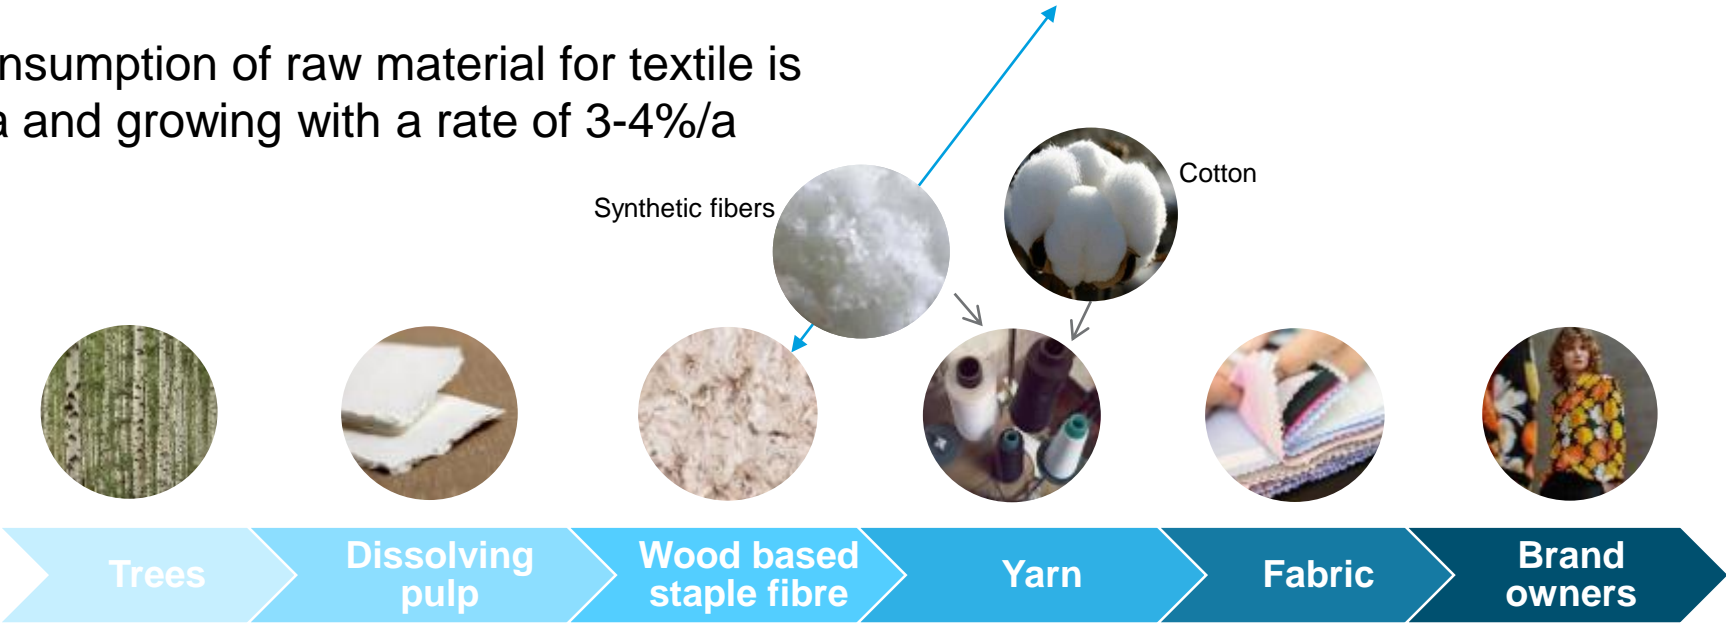 nsumption of raw material for textile is
a and growing with a rate of 3-4%/a
Cotton
Synthetic fibers
Trees
Dissolving
pulp
Wood based
staple fibre
Yarn
Fabric
Brand
owners